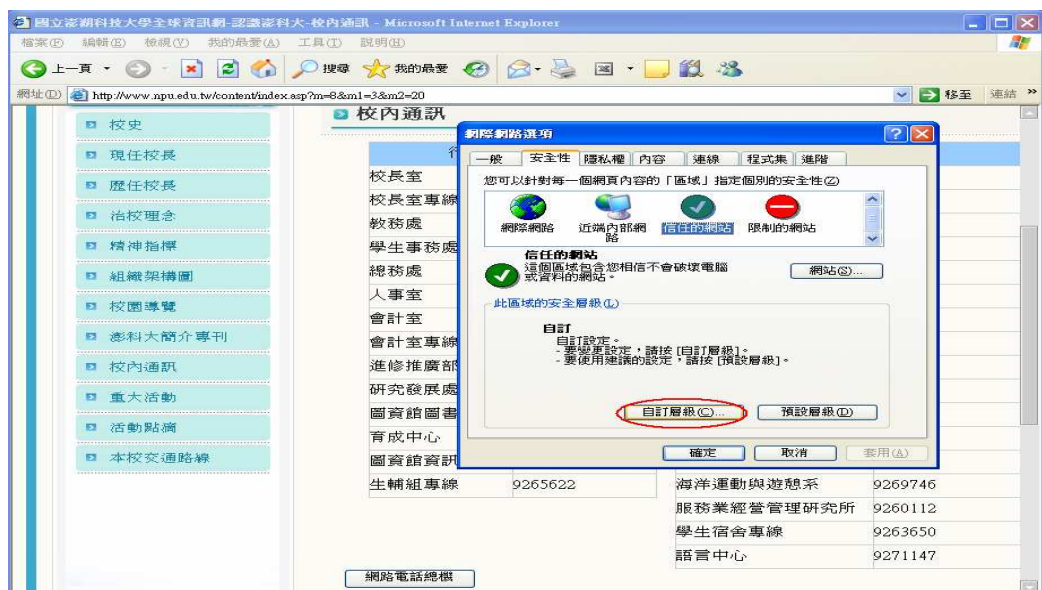 國立澎湖科技大學全球資訊網-認識澎科大-校內通訊 - Microsoft Internet Explorer
檔案(F) 編輯(E) 檢視(V) 我的最愛(A) 工具(T) 說明(H)
上一頁 搜尋 我的最愛
網址(D) http://www.npu.edu.tw/content/index.asp?m=8&m1=3&m2=20 移至 連結 »
校史
現任校長
歷任校長
治校理念
精神指標
組織架構圖
校園導覽
澎科大簡介專刊
校內通訊
重大活動
活動點滴
本校交通路線
校內通訊
行
校長室
校長室專線
教務處
學生事務處
總務處
人事室
會計室
會計室專線
進修推廣部
研究發展處
圖資館圖書
育成中心
圖資館資訊
生輔組專線 9265622
海洋運動與遊憩系 9269746
服務業經營管理研究所 9260112
學生宿舍專線 9263650
語言中心 9271147
網路電話總機
網際網路選項
一般 安全性 隱私權 內容 連線 程式集 進階
您可以針對每一個網頁內容的「區域」指定個別的安全性(Z)
網際網路 近端內部網路 信任的網站 限制的網站
信任的網站
這個區域包含您相信不會破壞電腦
或資料的網站。
網站(S)...
此區域的安全層級(L)
自訂
自訂設定。
- 要變更設定，請按 [自訂層級]。
- 要使用建議的設定，請按 [預設層級]。
自訂層級(C)... 預設層級(D)
確定 取消 套用(A)